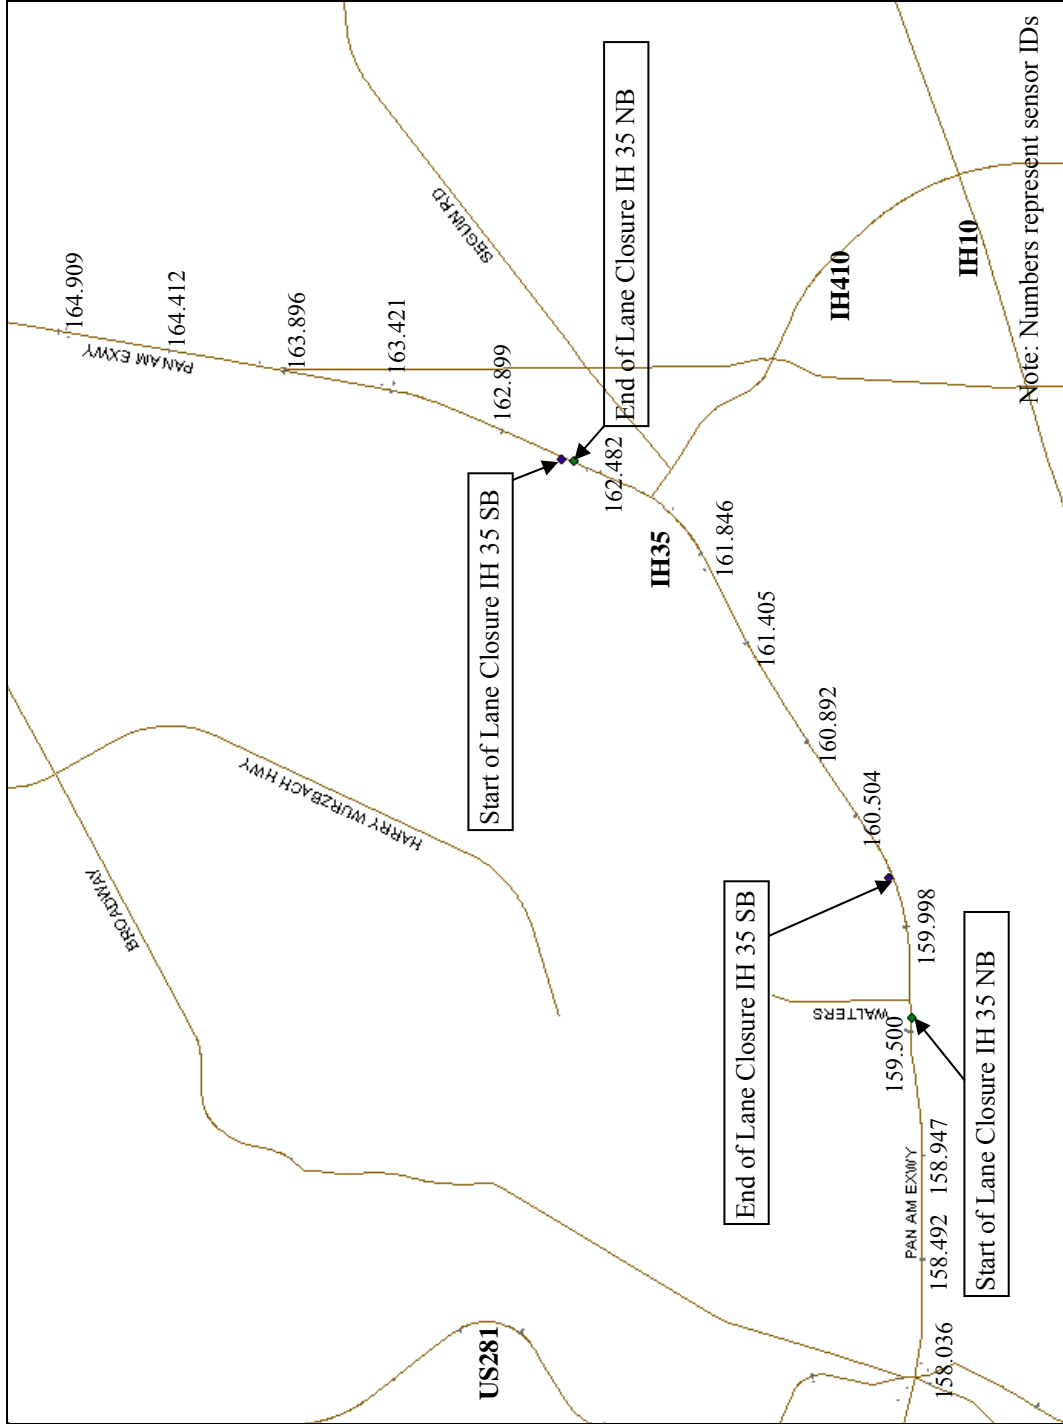 BROADWAY
HARRY WURZBACH HWY
PAN AM EXWY
164.909
164.412
163.896
163.421
162.899
SEGUIN RD
Start of Lane Closure IH 35 SB
End of Lane Closure IH 35 NB
162.482
IH35
161.846
161.405
160.892
160.504
IH410
IH10
US281
End of Lane Closure IH 35 SB
WALTERS
159.998
159.500
158.947
158.492
158.036
PAN AM EXWY
Start of Lane Closure IH 35 NB
Note: Numbers represent sensor IDs